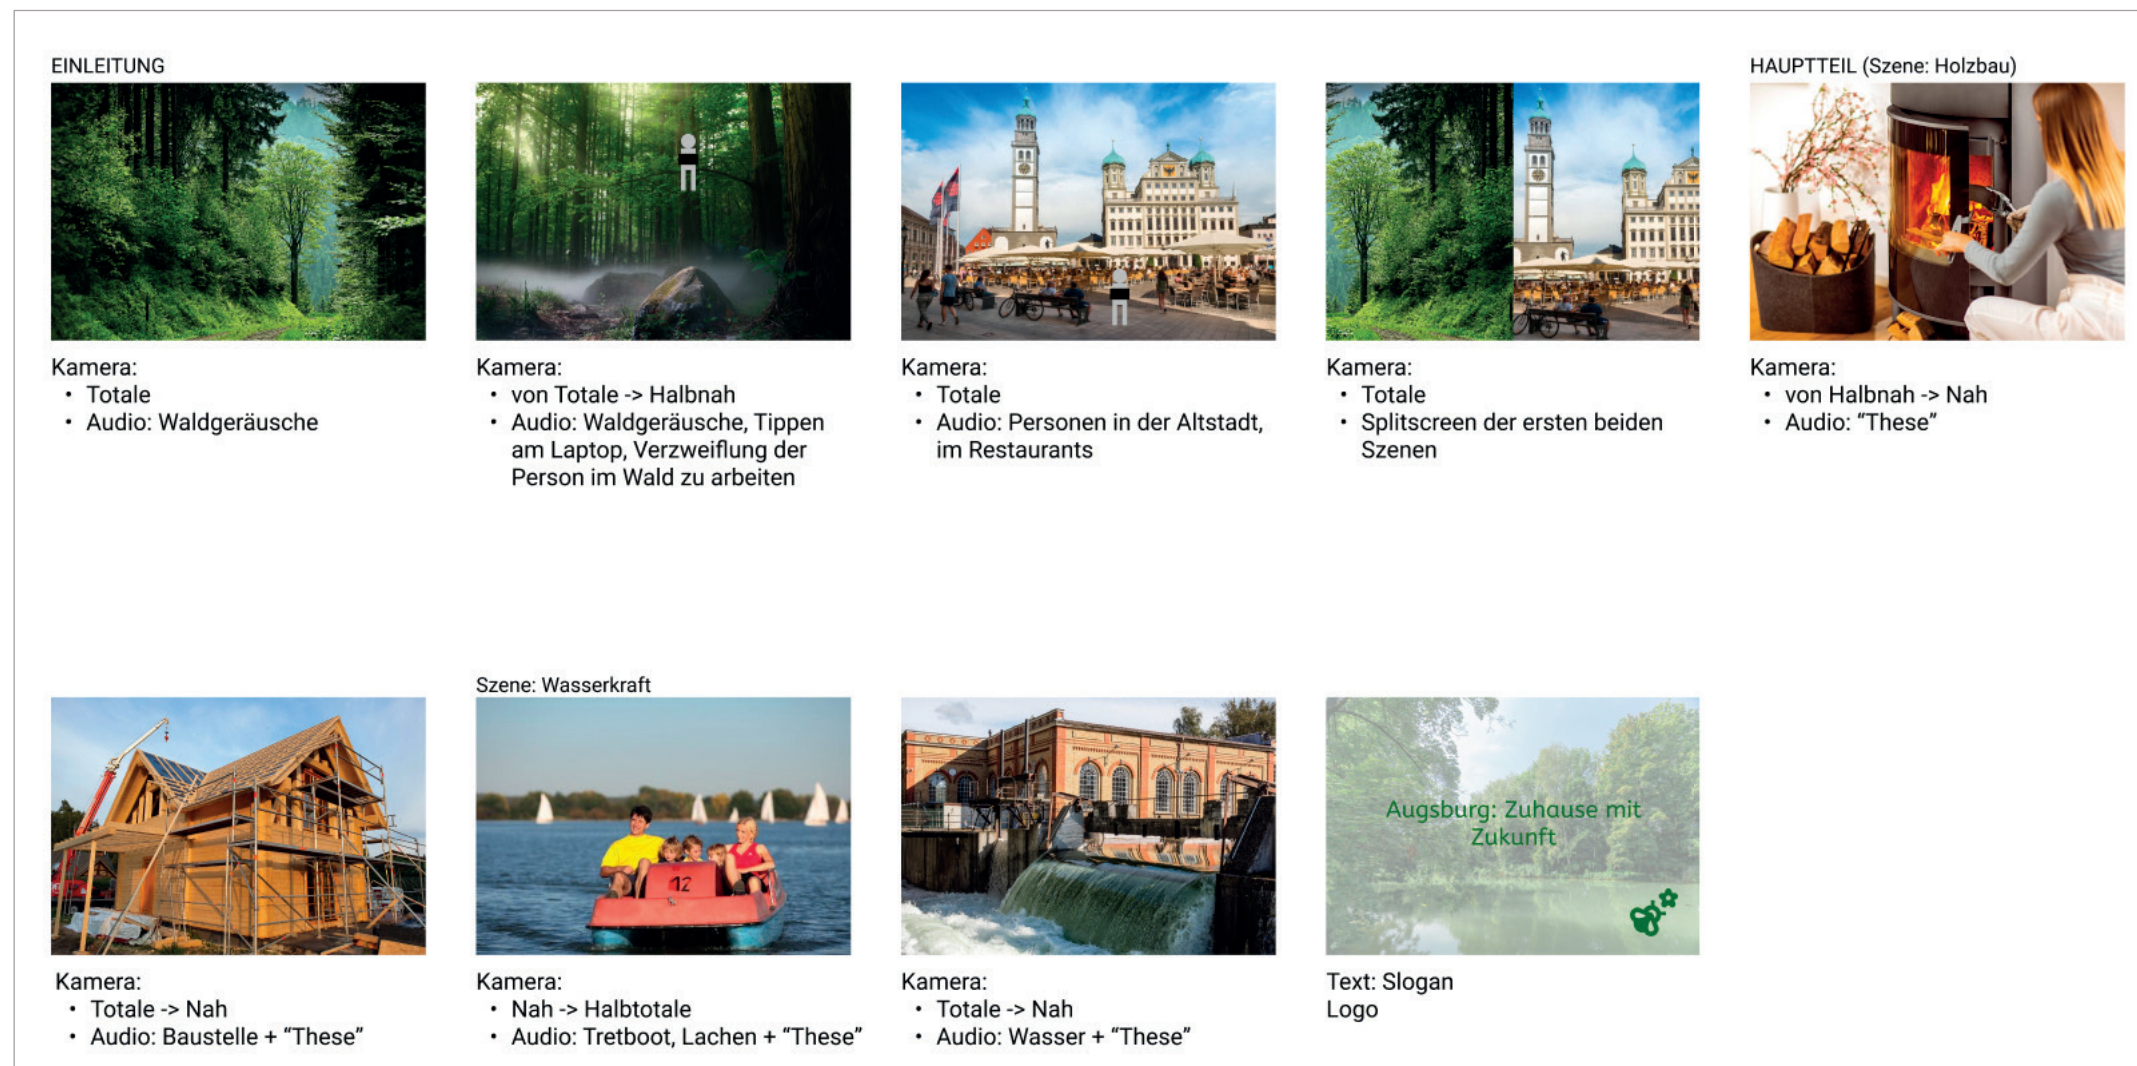 EINLEITUNG
Kamera:
• Totale
• Audio: Waldgeräusche
Kamera:
• von Totale -> Halbnah
• Audio: Waldgeräusche, Tippen
am Laptop, Verzweiflung der
Person im Wald zu arbeiten
Kamera:
• Totale
• Audio: Personen in der Altstadt,
im Restaurants
Kamera:
• Totale
• Splitscreen der ersten beiden
Szenen
HAUPTTEIL (Szene: Holzbau)
Kamera:
• von Halbnah -> Nah
• Audio: “These”
Kamera:
• Totale -> Nah
• Audio: Baustelle + “These”
Szene: Wasserkraft
12
Kamera:
• Nah -> Halbtotale
• Audio: Tretboot, Lachen + “These”
Kamera:
• Totale -> Nah
• Audio: Wasser + “These”
Augsburg: Zuhause mit
Zukunft
Text: Slogan
Logo